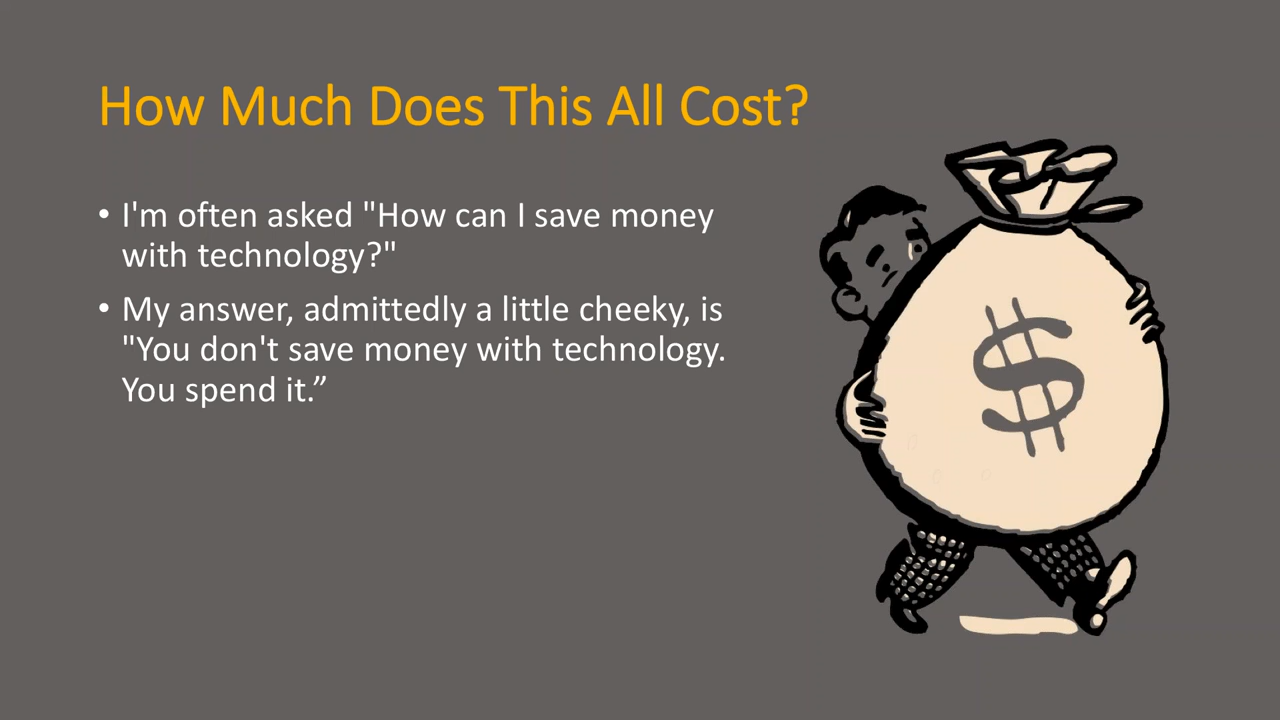 How Much Does This All Cost?
• I'm often asked "How can I save money
with technology?"
• My answer, admittedly a little cheeky, is
"You don't save money with technology.
You spend it.”
$